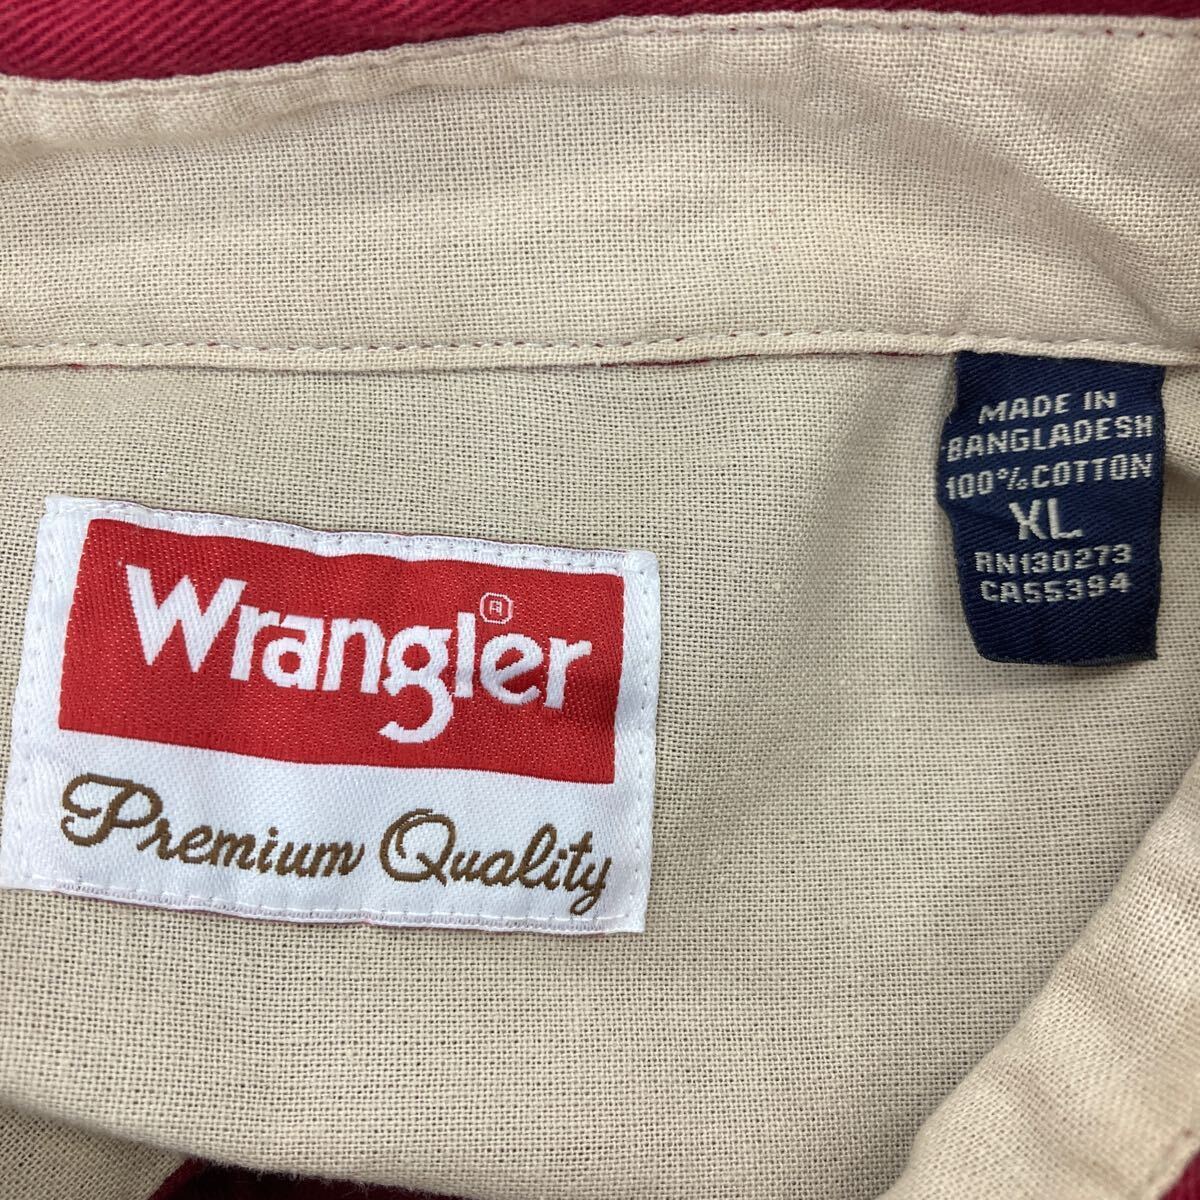 MADE IN
BANGLADESH
100% COTTON
XL
RN130273
CA55394
Wrangler ®
Premium Quality